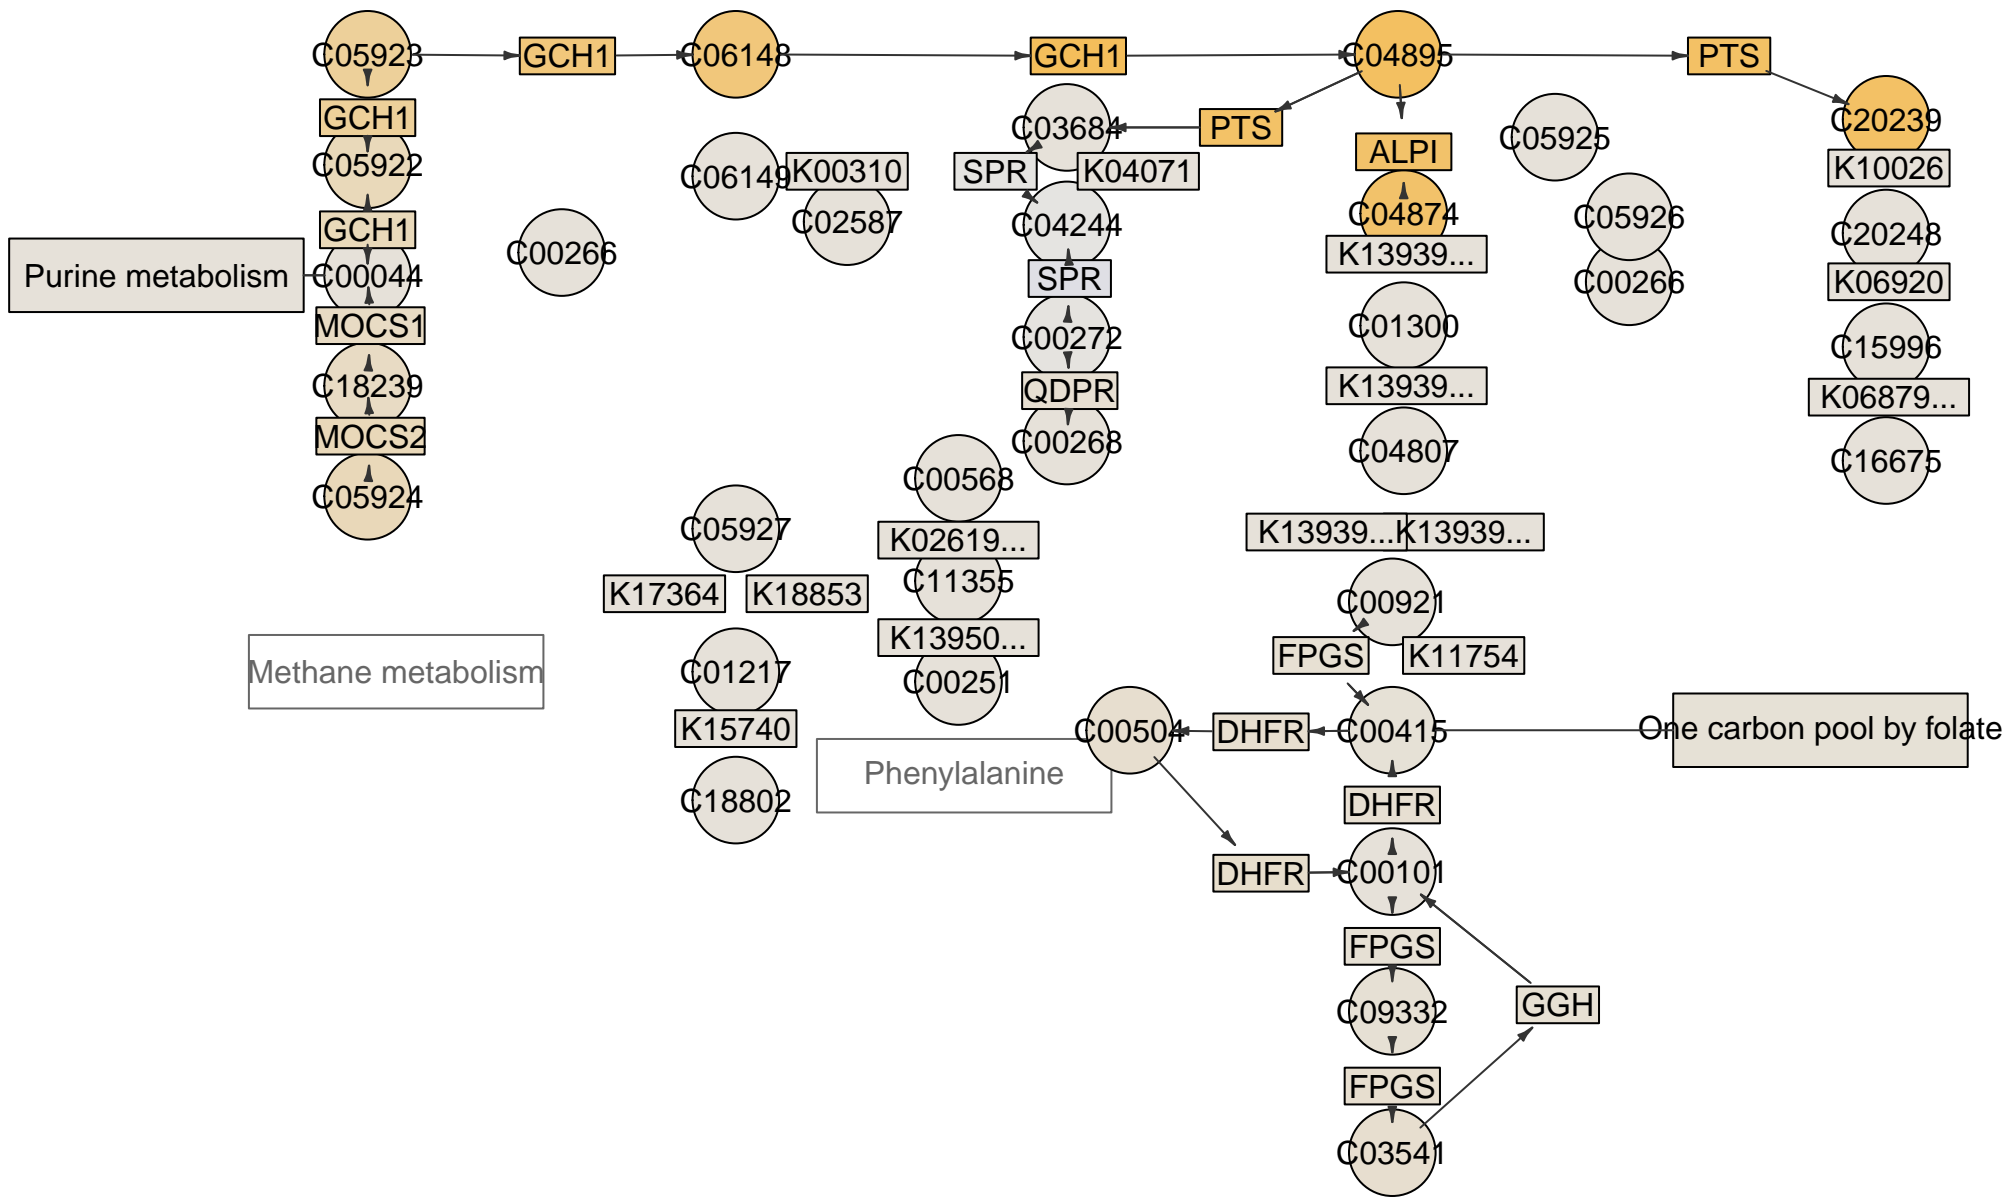 C05923
GCH1
C06148
GCH1
C04895
PTS
GCH1
C03684
PTS
C20239
C05922
SPR
K04071
ALPI
C05925
K10026
C06149
K00310
C02587
GCH1
C04244
C04874
C05926
C20248
Purine metabolism
C00044
C00266
SPR
K13939...
C00266
K06920
MOCS1
C00272
C01300
C15996
C18239
QDPR
K13939...
K06879...
MOCS2
C00268
C04807
C16675
C05924
C00568
C05927
K02619...
K13939...
K13939...
K17364
K18853
C11355
C00921
K13950...
FPGS
K11754
Methane metabolism
C01217
C00251
K15740
C00504
DHFR
C00415
One carbon pool by folate
Phenylalanine
C18802
DHFR
DHFR
C00101
FPGS
C09332
GGH
FPGS
C03541